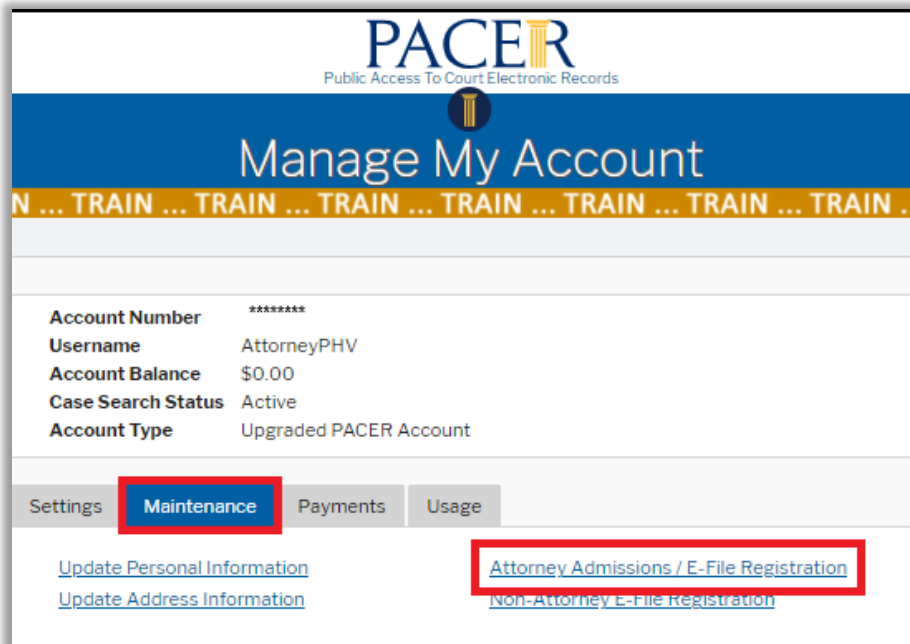 PACER
Public Access To Court Electronic Records
Manage My Account
N ... TRAIN ... TRAIN ... TRAIN ... TRAIN ... TRAIN ... TRAIN ... TRAIN .
Account Number ********
Username AttorneyPHV
Account Balance $0.00
Case Search Status Active
Account Type Upgraded PACER Account
Settings Maintenance Payments Usage
Update Personal Information Attorney Admissions / E-File Registration
Update Address Information Non-Attorney E-File Registration